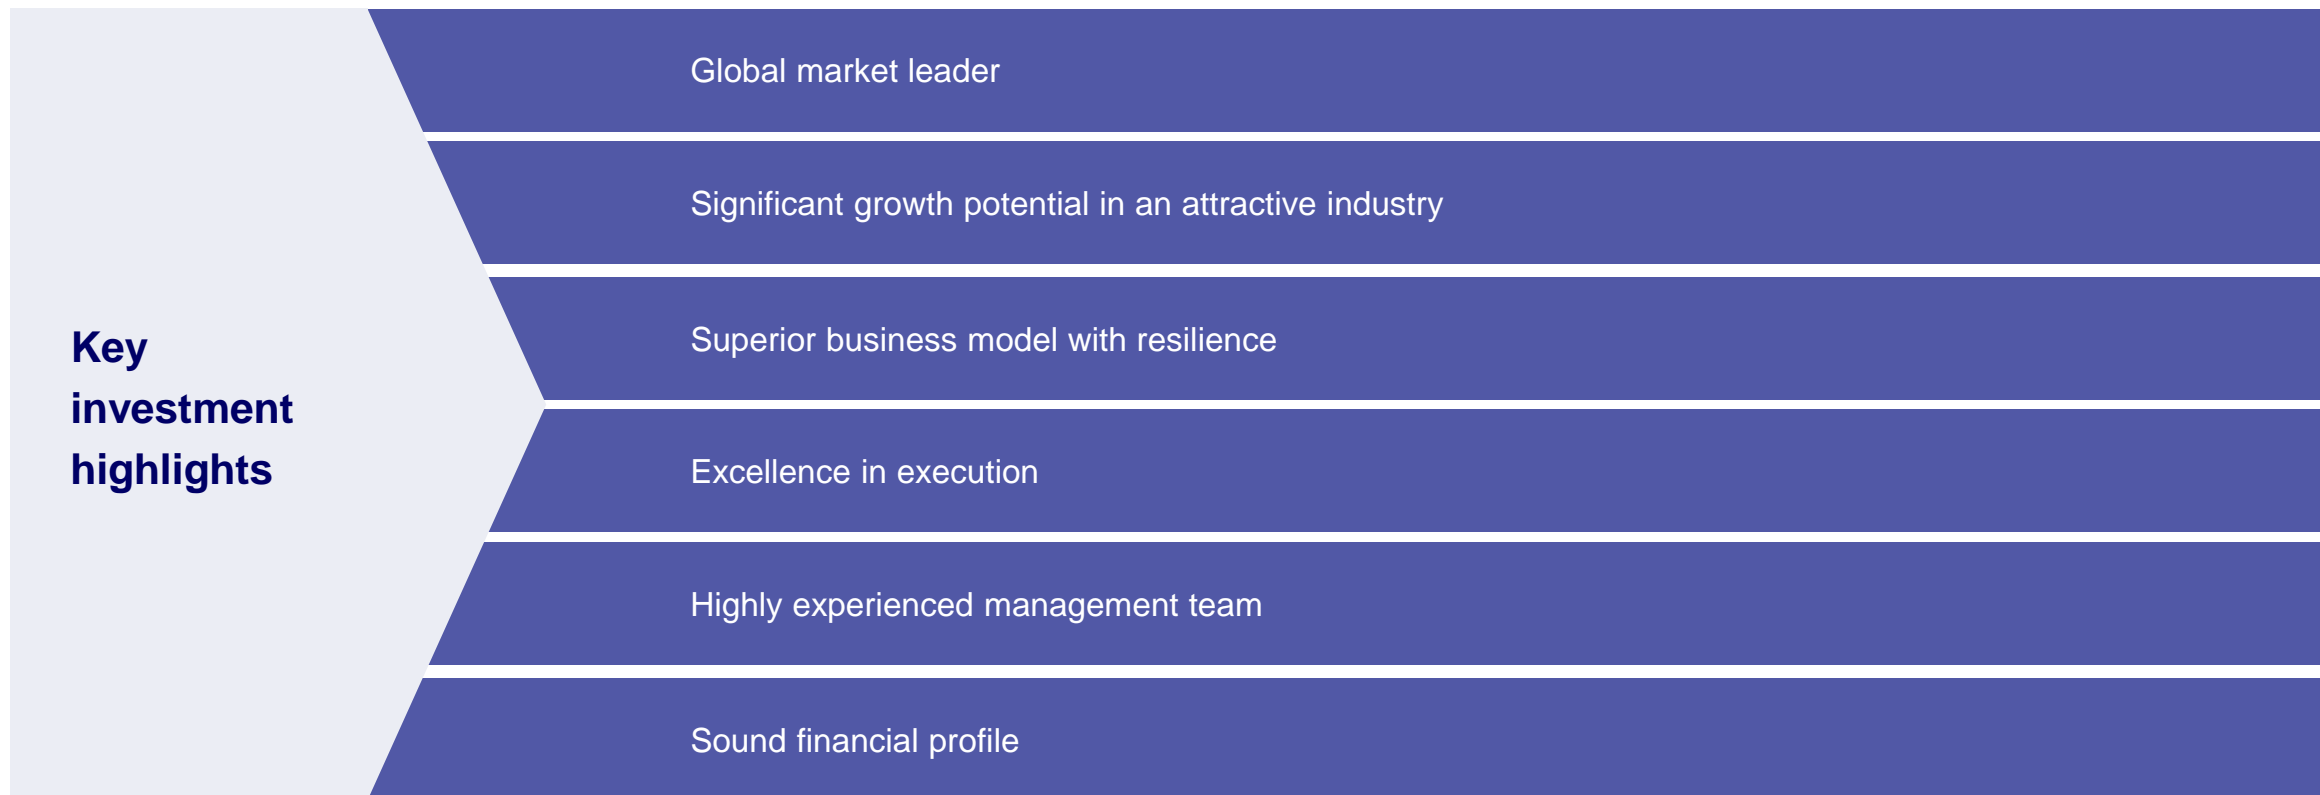 Key
investment
highlights
Global market leader
Significant growth potential in an attractive industry
Superior business model with resilience
Excellence in execution
Highly experienced management team
Sound financial profile